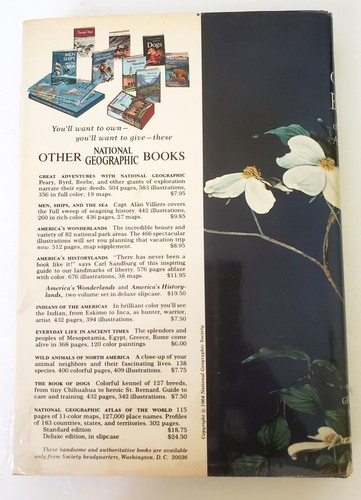 MEN
SHIPS
SEA
Dogs
You'll want to own—
you'll want to give—these
OTHER NATIONAL GEOGRAPHIC BOOKS
GREAT ADVENTURES WITH NATIONAL GEOGRAPHIC
Peary, Byrd, Beebe, and other giants of exploration
narrate their epic deeds. 504 pages, 583 illustrations,
356 in full color; 19 maps. $7.95
MEN, SHIPS, AND THE SEA Capt. Alan Villiers covers
the full sweep of seagoing history. 442 illustrations,
260 in rich color, 436 pages, 27 maps. $9.85
AMERICA'S WONDERLANDS The incredible beauty and
variety of 82 national park areas. The 466 spectacular
illustrations will set you planning that vacation trip
now. 512 pages, map supplement. $8.95
AMERICA'S HISTORYLANDS "There has never been a
book like it!" says Carl Sandburg of this inspiring
guide to our landmarks of liberty. 576 pages ablaze
with color, 676 illustrations, 38 maps. $11.95
America's Wonderlands and America's History-
lands, two-volume set in deluxe slipcase. $19.50
INDIANS OF THE AMERICAS In brilliant color you'll see
the Indian, from Eskimo to Inca, as hunter, warrior,
artist. 432 pages, 394 illustrations. $7.50
EVERYDAY LIFE IN ANCIENT TIMES The splendors and
peoples of Mesopotamia, Egypt, Greece, Rome come
alive in 368 pages, 120 color paintings. $6.00
WILD ANIMALS OF NORTH AMERICA A close-up of your
animal neighbors and their fascinating lives. 138
species. 400 colorful pages, 409 illustrations. $7.75
THE BOOK OF DOGS Colorful kennel of 127 breeds,
from tiny Chihuahua to heroic St. Bernard. Guide to
care and training. 432 pages, 342 illustrations. $7.50
NATIONAL GEOGRAPHIC ATLAS OF THE WORLD 115
pages of 11-color maps, 127,000 place names. Profiles
of 183 countries, states, and territories. 302 pages.
Standard edition $18.75
Deluxe edition, in slipcase $24.50
These handsome and authoritative books are available
only from Society headquarters, Washington, D. C. 20036
Copyright © 1964 National Geographic Society